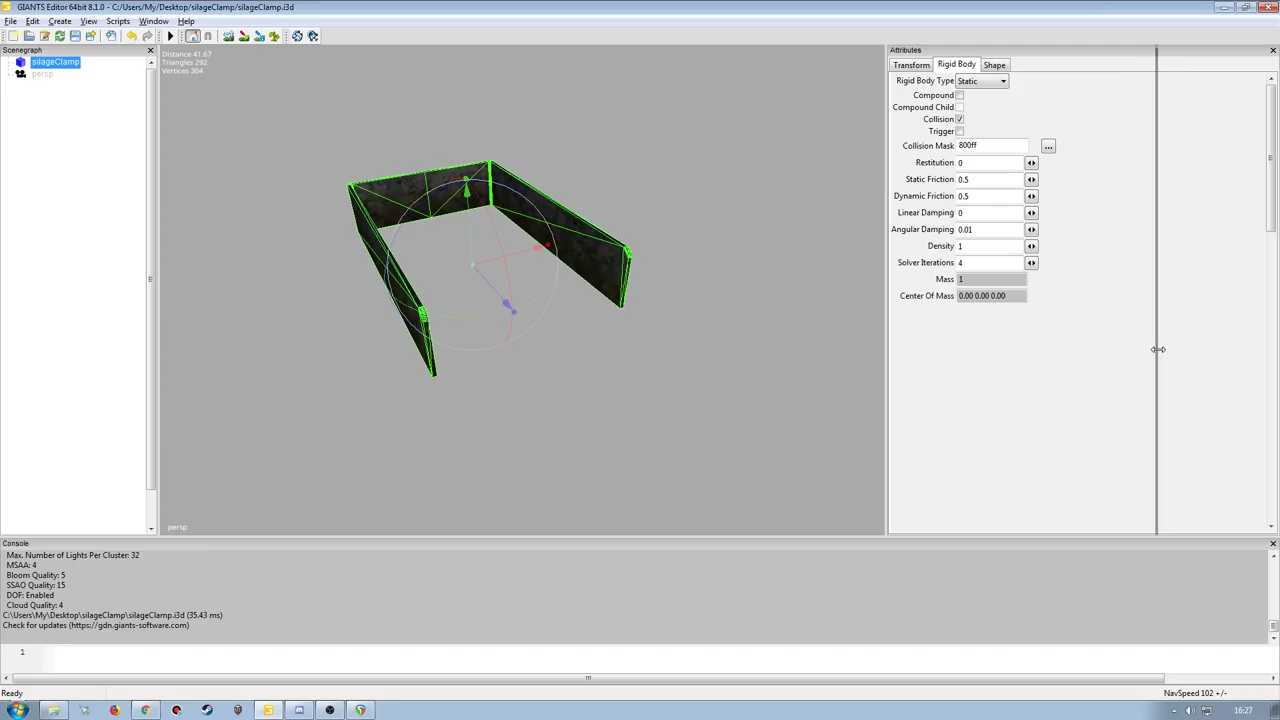 GIANTS Editor 64bit 8.1.0 - C:/Users/My/Desktop/silageClamp/silageClamp.i3d
File Edit Create View Scripts Window Help
Scenegraph
silageClamp
persp
Distance 41.67
Triangles 292
Vertices 304
persp
Attributes
Transform Rigid Body Shape
Rigid Body Type Static
Compound
Compound Child
Collision
Trigger
Collision Mask 800ff ...
Restitution 0
Static Friction 0.5
Dynamic Friction 0.5
Linear Damping 0
Angular Damping 0.01
Density 1
Solver Iterations 4
Mass 1
Center Of Mass 0.00 0.00 0.00
Console
Max. Number of Lights Per Cluster: 32
MSAA: 4
Bloom Quality: 5
SSAO Quality: 15
DOF: Enabled
Cloud Quality: 4
C:\Users\My\Desktop\silageClamp\silageClamp.i3d (35.43 ms)
Check for updates (https://gdn.giants-software.com)
1
Ready
NavSpeed 102 +/-
16:27